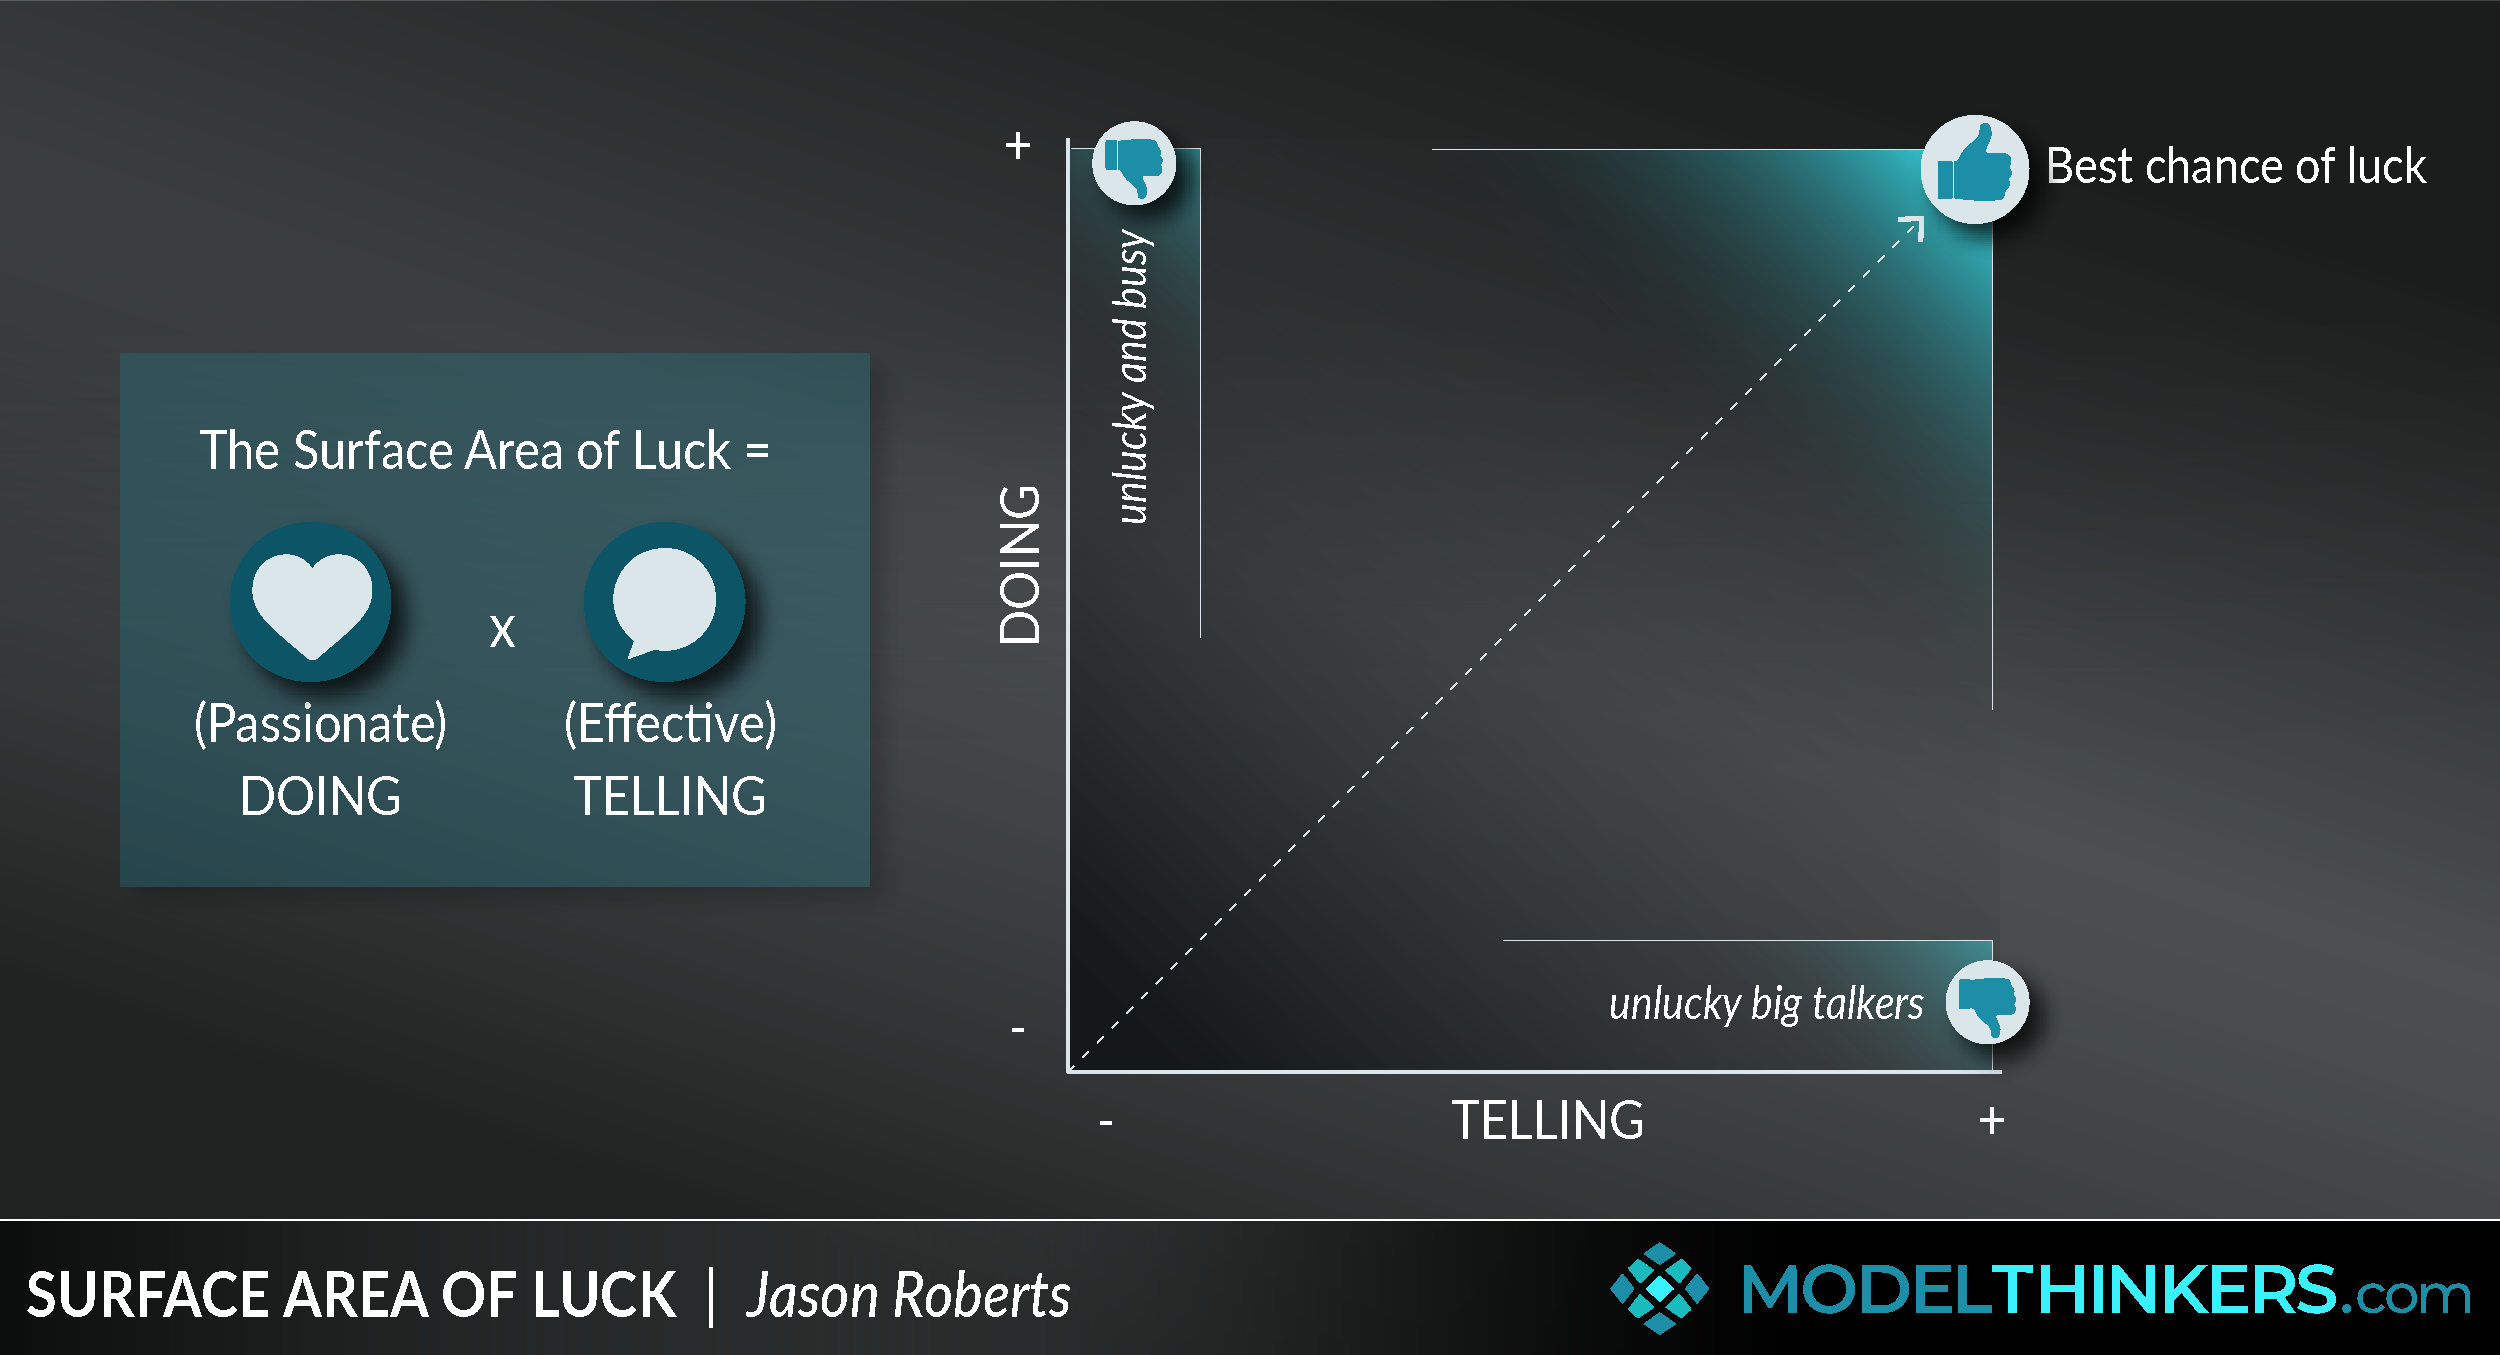 The Surface Area of Luck =
x
(Passionate)
DOING
(Effective)
TELLING
+
DOING
-
unlucky and busy
Best chance of luck
unlucky big talkers
-
TELLING
+
SURFACE AREA OF LUCK | Jason Roberts
MODELTHINKERS.com